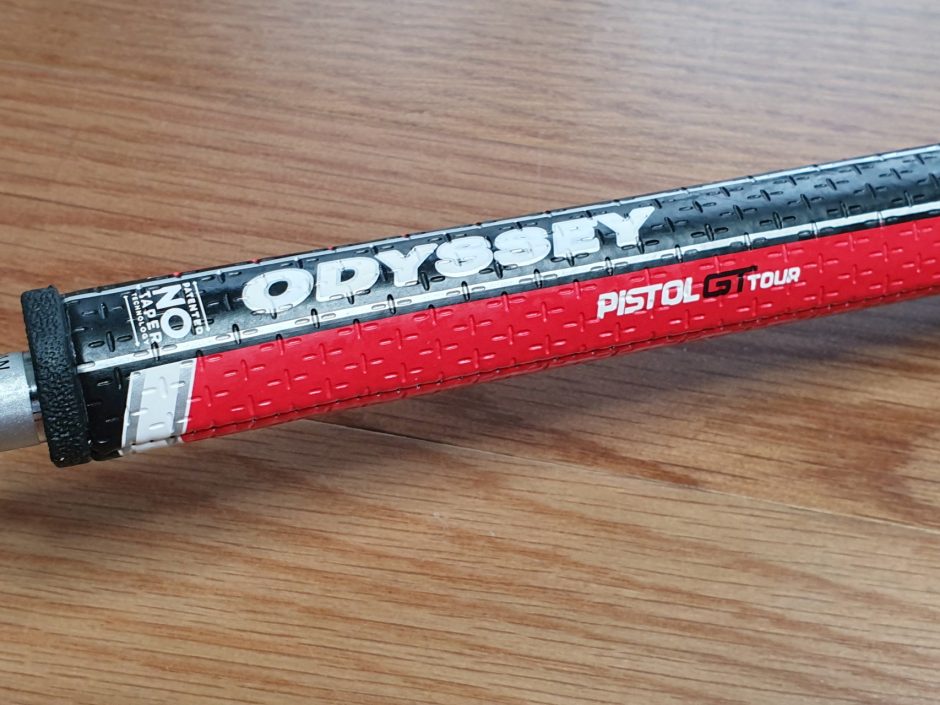 PATENTED
NO
TAPER
TECHNOLOGY
ODYSSEY
PiSTOL GT TOUR
N